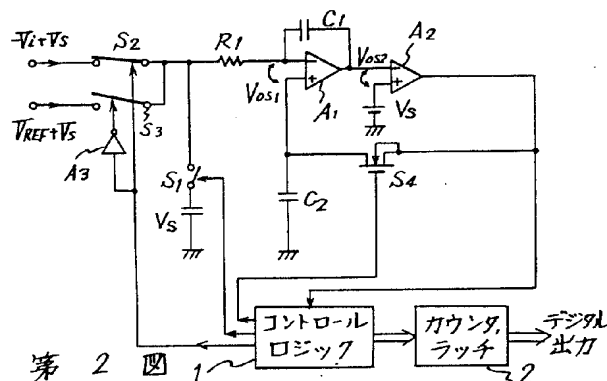 -Vi+Vs
S2
R1
C1
A2
Vos2
Vos1
A1
Vs
VREF+Vs
S3
A3
S1
Vs
C2
S4
コントロール
ロジック
カウンタ,
ラッチ
デジタル
出力
第 2 図
1
2